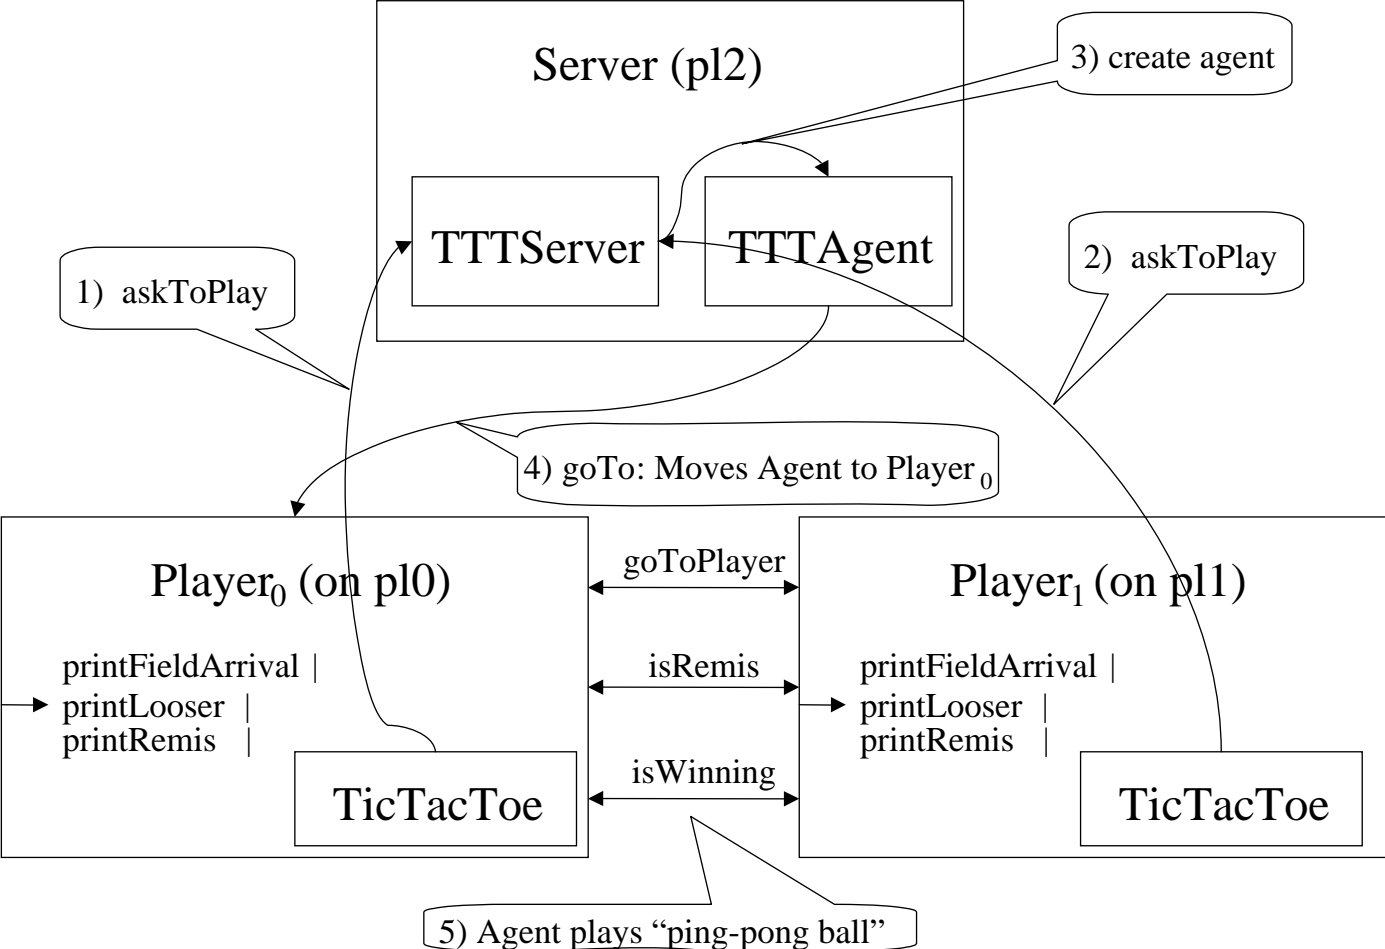 Server (pl2)
3) create agent
TTTServer
TTTAgent
1) askToPlay
2) askToPlay
4) goTo: Moves Agent to Player0
Player0 (on pl0)
goToPlayer
Player1 (on pl1)
printFieldArrival |
printLooser |
printRemis |
isRemis
printFieldArrival |
printLooser |
printRemis |
isWinning
TicTacToe
TicTacToe
5) Agent plays “ping-pong ball”